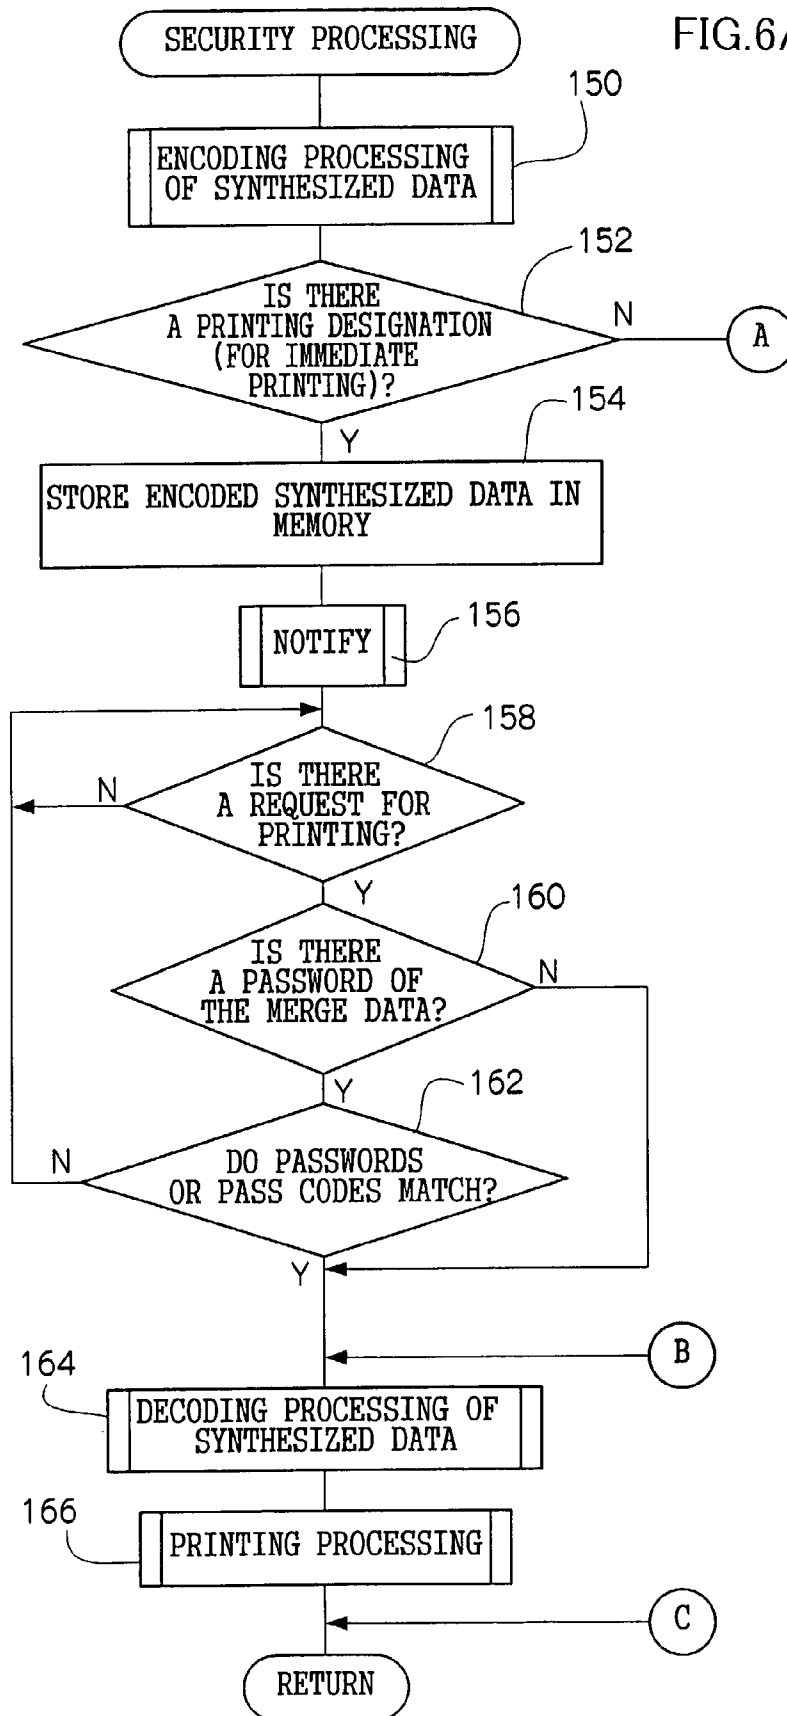 SECURITY PROCESSING
FIG.6A
150
ENCODING PROCESSING
OF SYNTHESIZED DATA
152
IS THERE
A PRINTING DESIGNATION
(FOR IMMEDIATE
PRINTING)?
N
A
Y
154
STORE ENCODED SYNTHESIZED DATA IN
MEMORY
NOTIFY
156
158
IS THERE
A REQUEST FOR
PRINTING?
N
Y
160
IS THERE
A PASSWORD OF
THE MERGE DATA?
N
Y
162
DO PASSWORDS
OR PASS CODES MATCH?
N
Y
B
164
DECODING PROCESSING OF
SYNTHESIZED DATA
166
PRINTING PROCESSING
C
RETURN